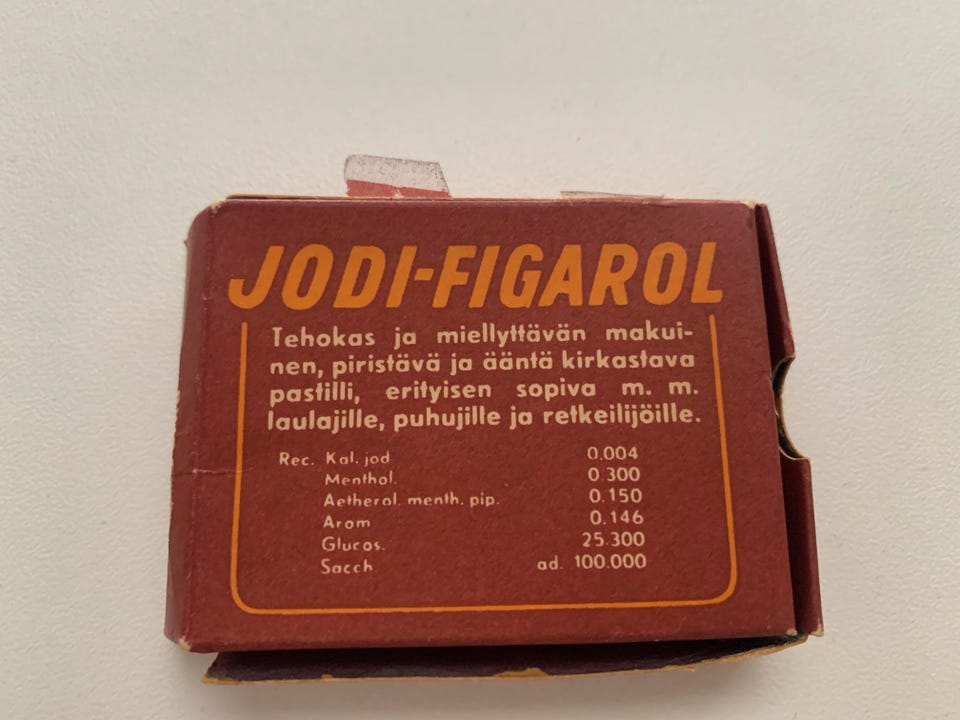 JODI-FIGAROL
Tehokas ja miellyttävän makui-
nen, piristävä ja ääntä kirkastava
pastilli, erityisen sopiva m. m.
laulajille, puhujille ja retkeilijöille.
Rec. Kal. jod 0.004
Menthol. 0.300
Aetherol. menth. pip. 0.150
Arom 0.146
Glucos. 25.300
Sacch ad. 100.000